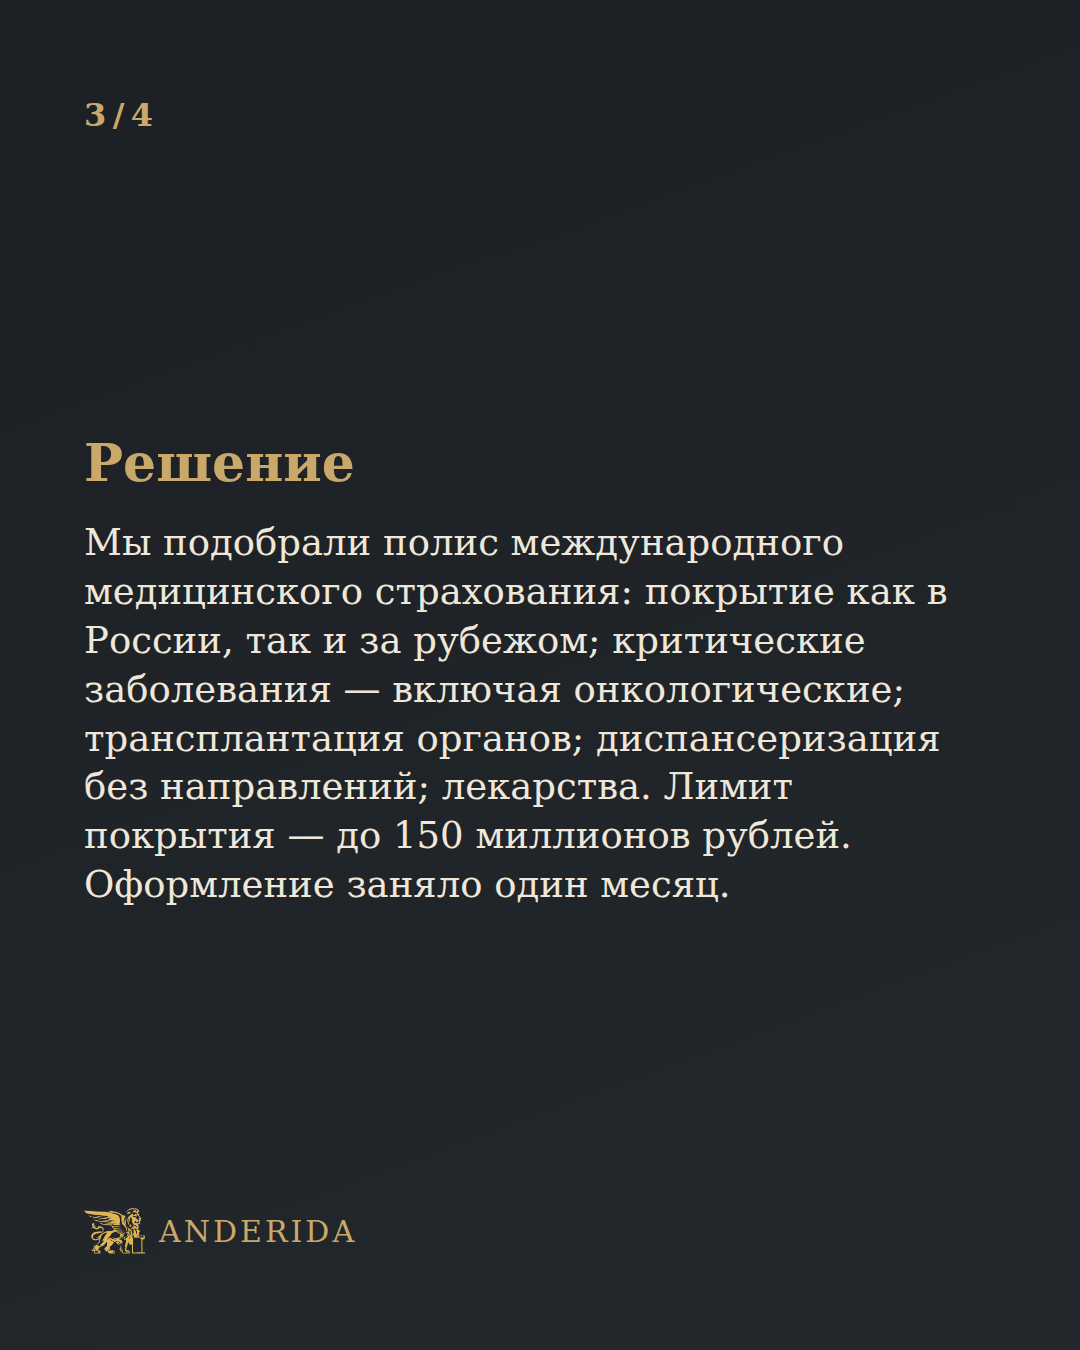 3/4
Решение
Мы подобрали полис международного
медицинского страхования: покрытие как в
России, так и за рубежом; критические
заболевания — включая онкологические;
трансплантация органов; диспансеризация
без направлений; лекарства. Лимит
покрытия — до 150 миллионов рублей.
Оформление заняло один месяц.
ANDERIDA